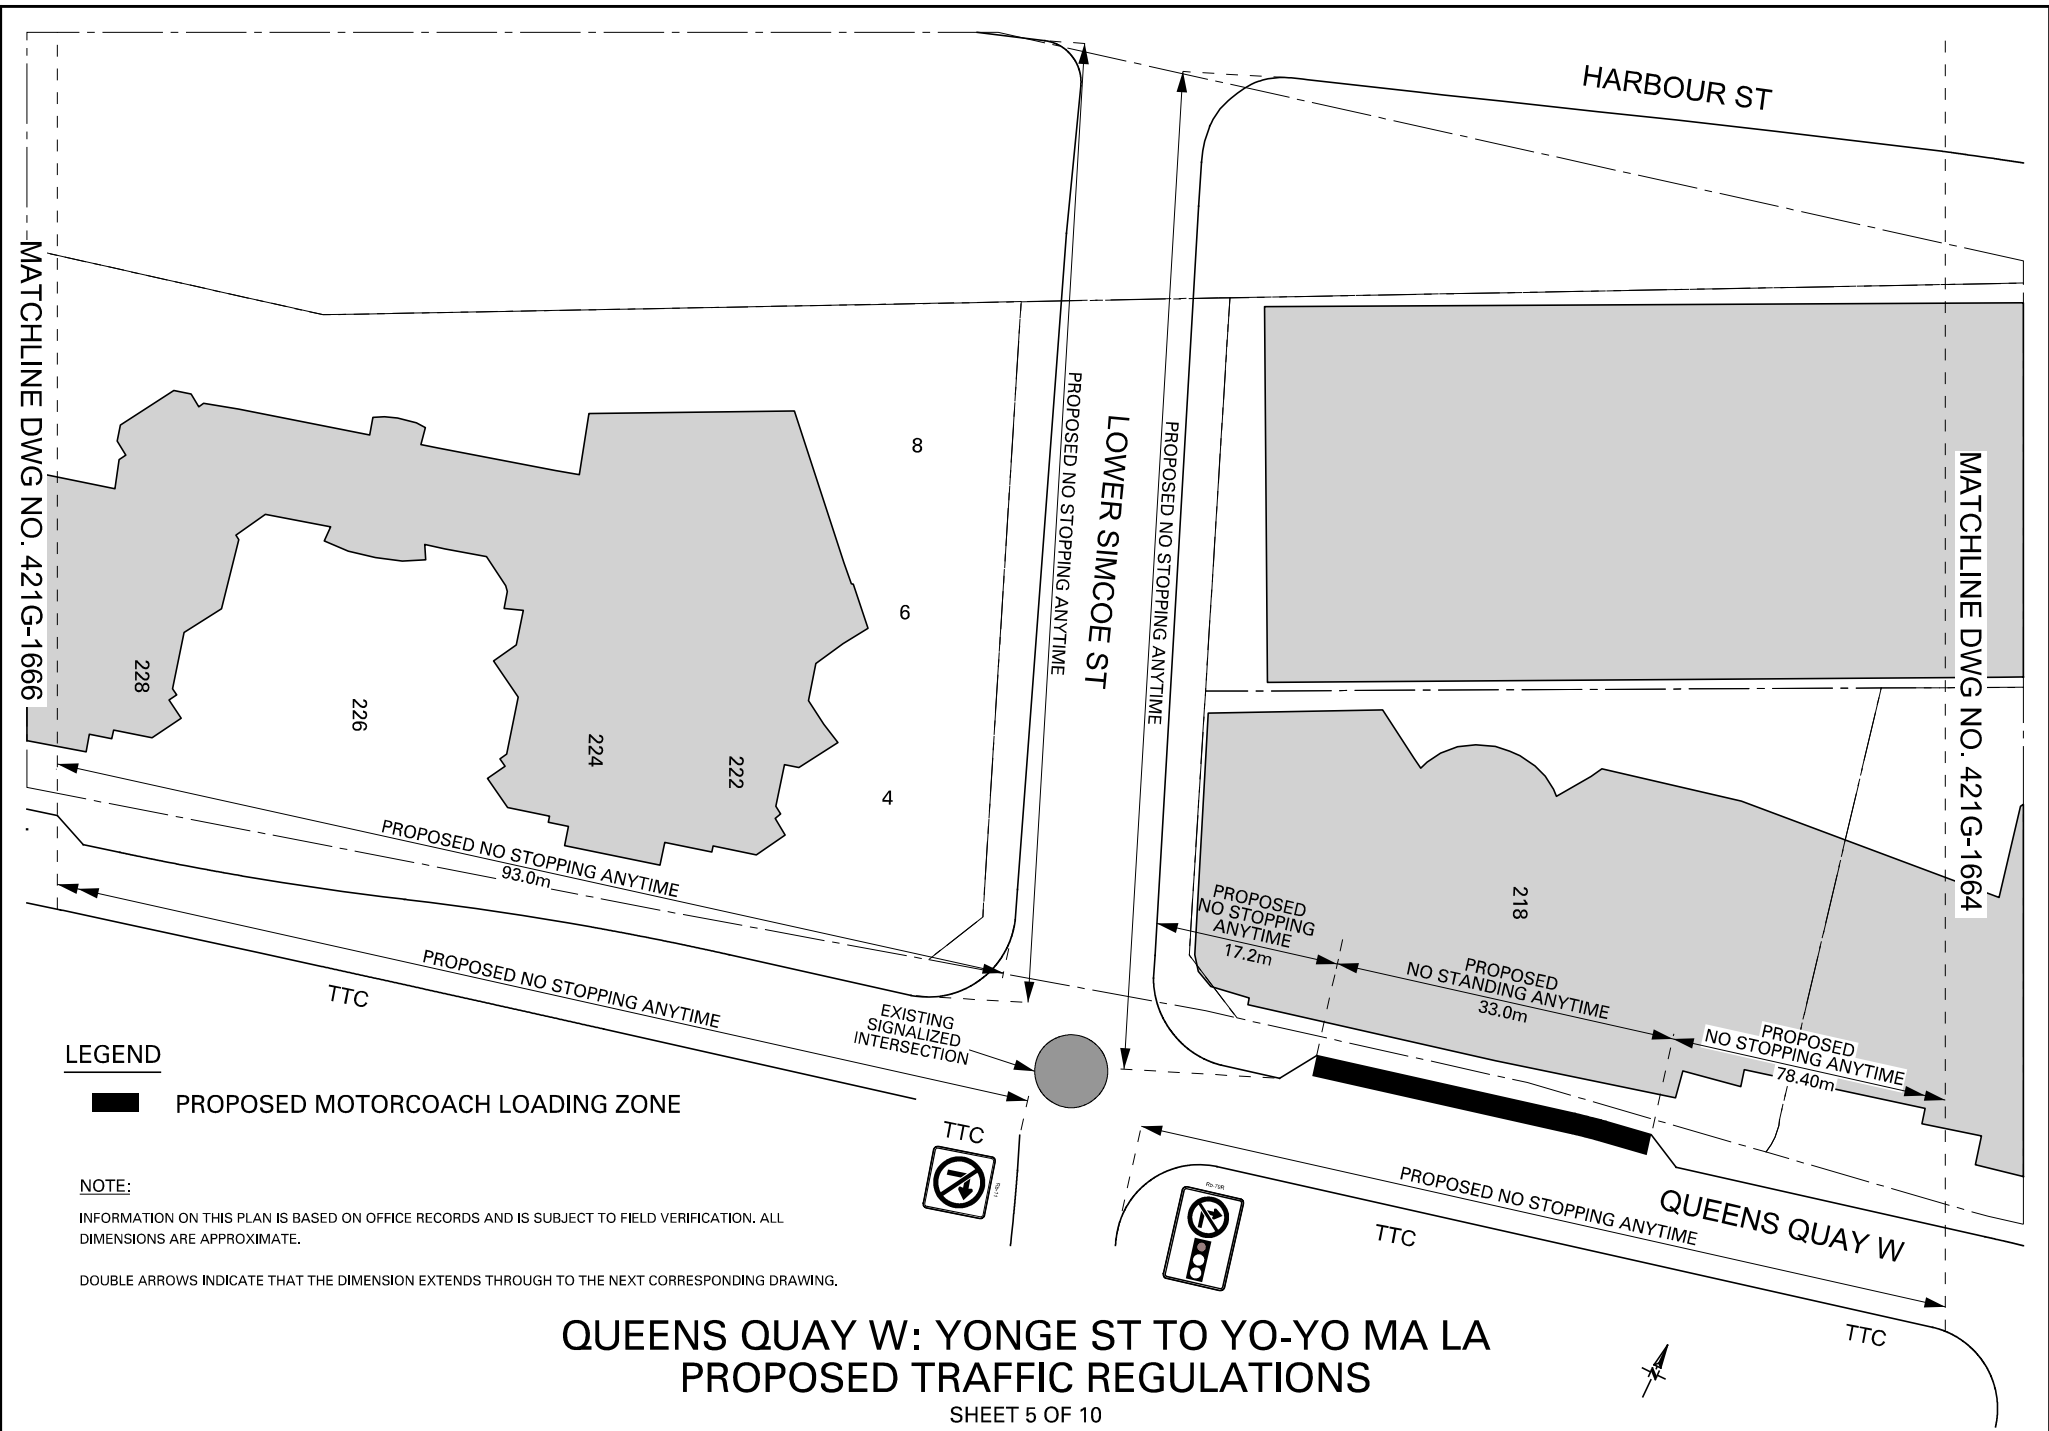 HARBOUR ST
MATCHLINE DWG NO. 421G-1666
MATCHLINE DWG NO. 421G-1664
LOWER SIMCOE ST
PROPOSED NO STOPPING ANYTIME
PROPOSED NO STOPPING ANYTIME
8
6
4
228
226
224
222
218
PROPOSED NO STOPPING ANYTIME
93.0m
PROPOSED NO STOPPING ANYTIME
TTC
PROPOSED
NO STOPPING
ANYTIME
17.2m
PROPOSED
NO STANDING ANYTIME
33.0m
PROPOSED
NO STOPPING ANYTIME
78.40m
EXISTING
SIGNALIZED
INTERSECTION
LEGEND
PROPOSED MOTORCOACH LOADING ZONE
TTC
PROPOSED NO STOPPING ANYTIME
QUEENS QUAY W
TTC
TTC
NOTE:
INFORMATION ON THIS PLAN IS BASED ON OFFICE RECORDS AND IS SUBJECT TO FIELD VERIFICATION. ALL
DIMENSIONS ARE APPROXIMATE.
DOUBLE ARROWS INDICATE THAT THE DIMENSION EXTENDS THROUGH TO THE NEXT CORRESPONDING DRAWING.
N
QUEENS QUAY W: YONGE ST TO YO-YO MA LA
PROPOSED TRAFFIC REGULATIONS
SHEET 5 OF 10